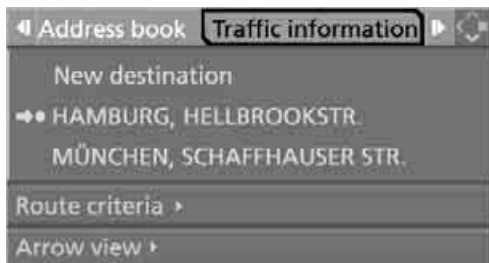 Address book Traffic information
New destination
HAMBURG, HELLBROOKSTR.
MÜNCHEN, SCHAFFHAUSER STR.
Route criteria
Arrow view